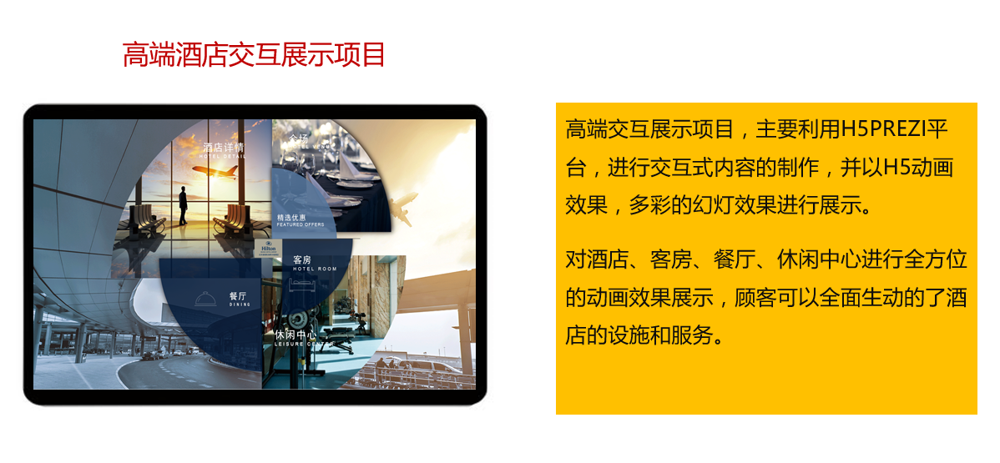 高端酒店交互展示项目
酒店详情
HOTEL DETAIL
会场
HOTEL VENUE
精选优惠
FEATURED OFFERS
Hilton
客房
HOTEL ROOM
餐厅
DINING
休闲中心
LEISURE CENTER
高端交互展示项目，主要利用H5PREZI平
台，进行交互式内容的制作，并以H5动画
效果，多彩的幻灯效果进行展示。
对酒店、客房、餐厅、休闲中心进行全方位
的动画效果展示，顾客可以全面生动的了酒
店的设施和服务。